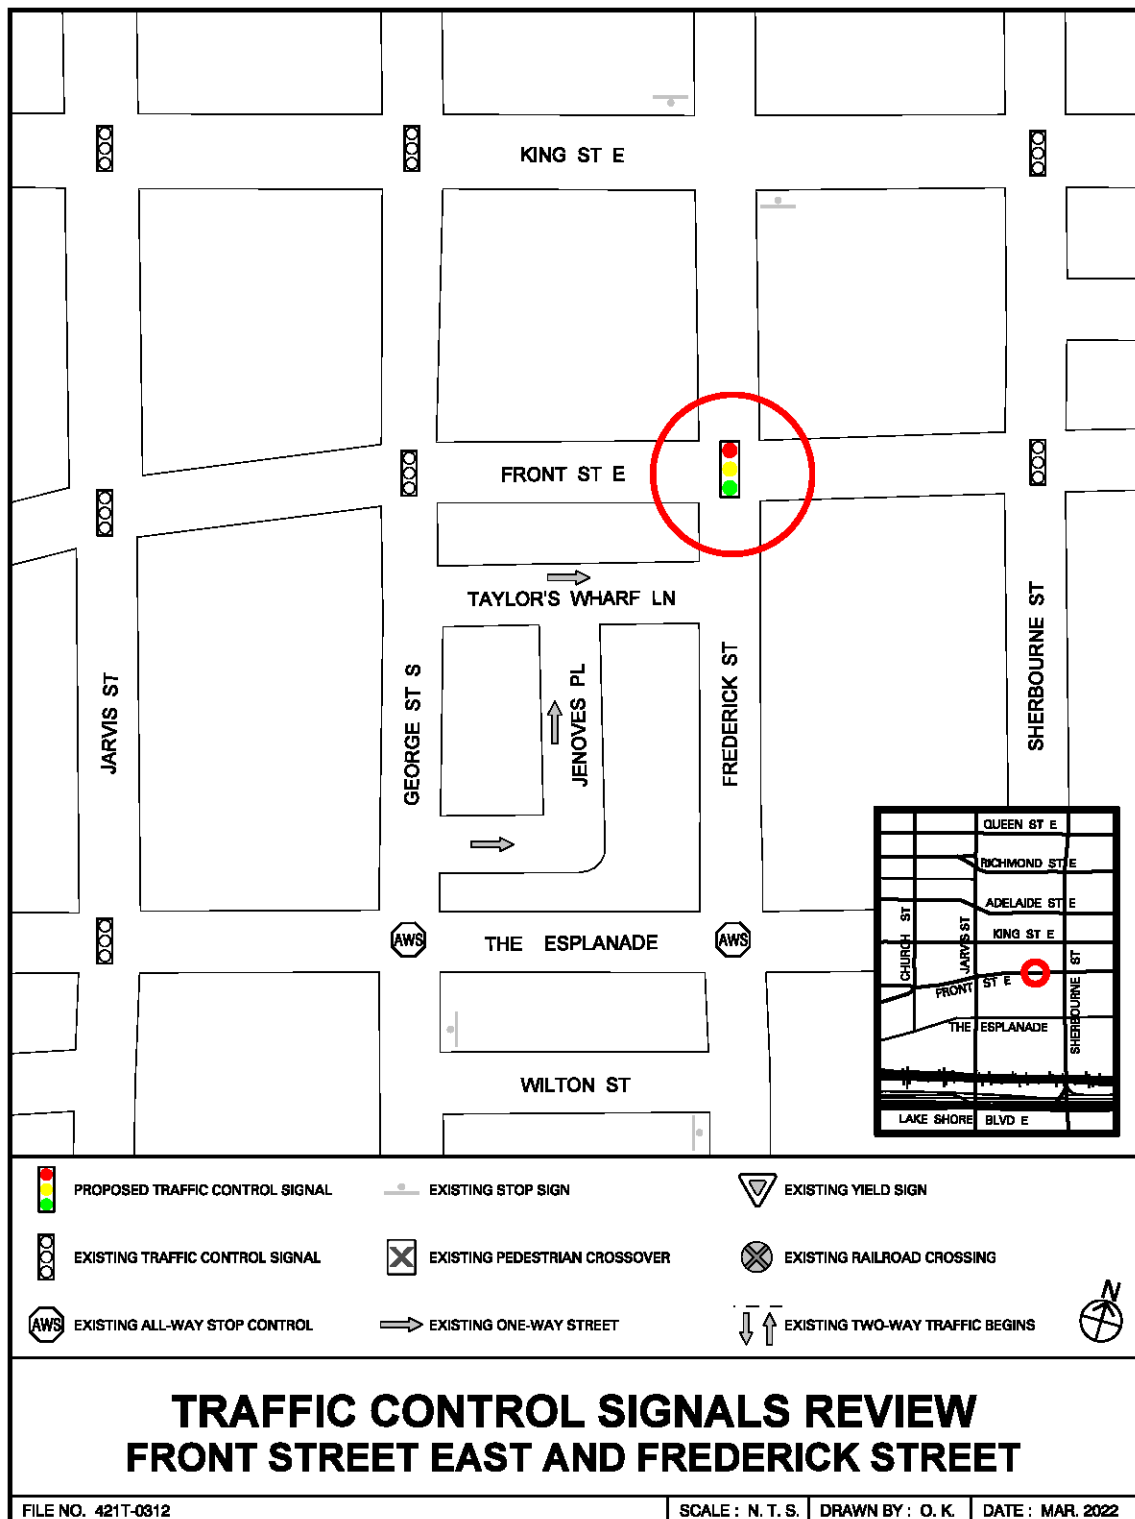 KING ST E
FRONT ST E
TAYLOR'S WHARF LN
JARVIS ST
GEORGE ST S
JENOVES PL
FREDERICK ST
SHERBOURNE ST
AWS
THE ESPLANADE
AWS
WILTON ST
QUEEN ST E
RICHMOND ST E
ADELAIDE ST E
CHURCH ST
JARVIS ST
KING ST E
FRONT ST E
SHERBOURNE ST
THE ESPLANADE
LAKE SHORE BLVD E
PROPOSED TRAFFIC CONTROL SIGNAL
EXISTING STOP SIGN
EXISTING YIELD SIGN
EXISTING TRAFFIC CONTROL SIGNAL
EXISTING PEDESTRIAN CROSSOVER
EXISTING RAILROAD CROSSING
AWS EXISTING ALL-WAY STOP CONTROL
EXISTING ONE-WAY STREET
EXISTING TWO-WAY TRAFFIC BEGINS
N
TRAFFIC CONTROL SIGNALS REVIEW
FRONT STREET EAST AND FREDERICK STREET
FILE NO. 421T-0312
SCALE : N. T. S.
DRAWN BY : O. K.
DATE : MAR. 2022